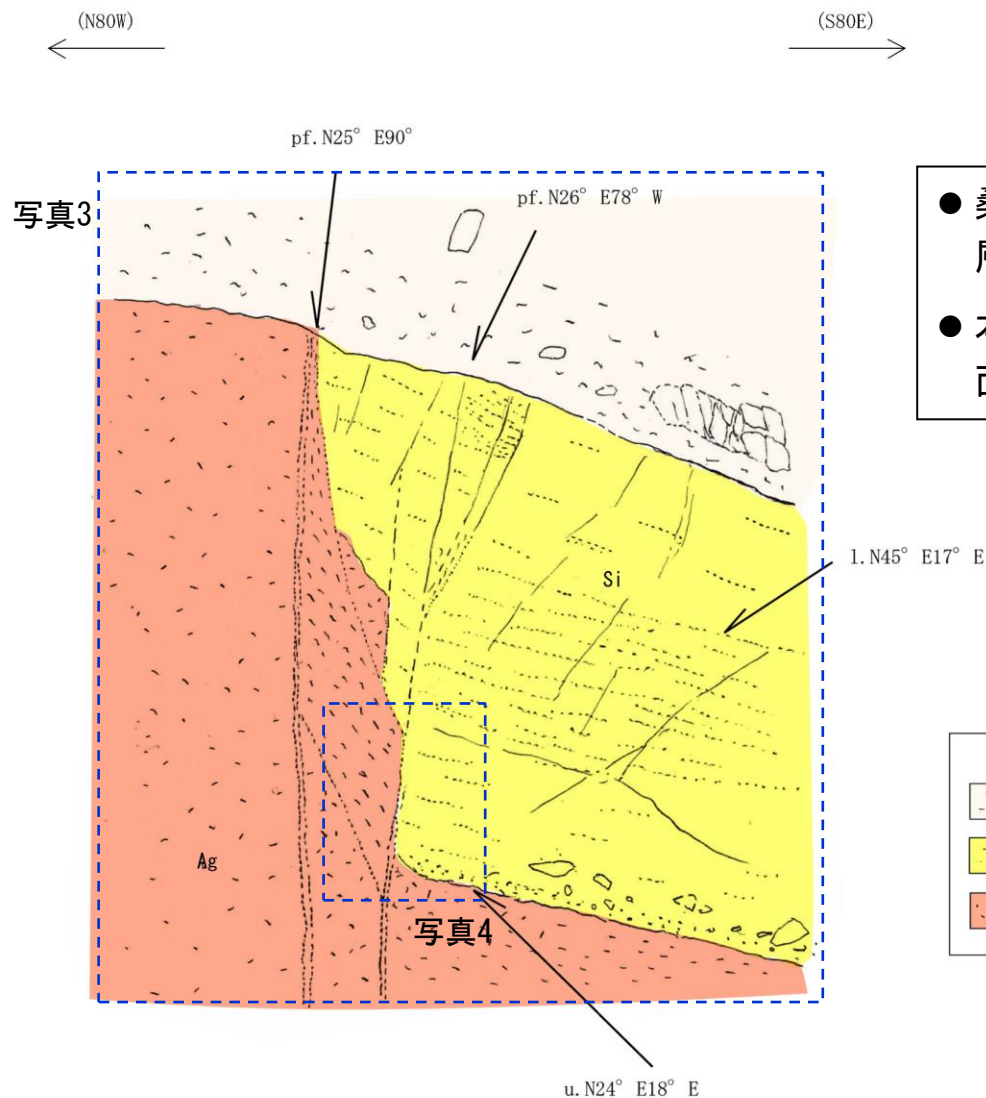 (N80W)
(S80E)
pf. N25° E90°
pf. N26° E78° W
写真3
l. N45° E17° E
Si
Ag
写真4
u. N24° E18° E